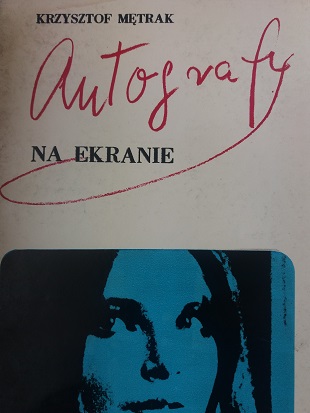 KRZYSZTOF MĘTRAK
Autografy
NA EKRANIE